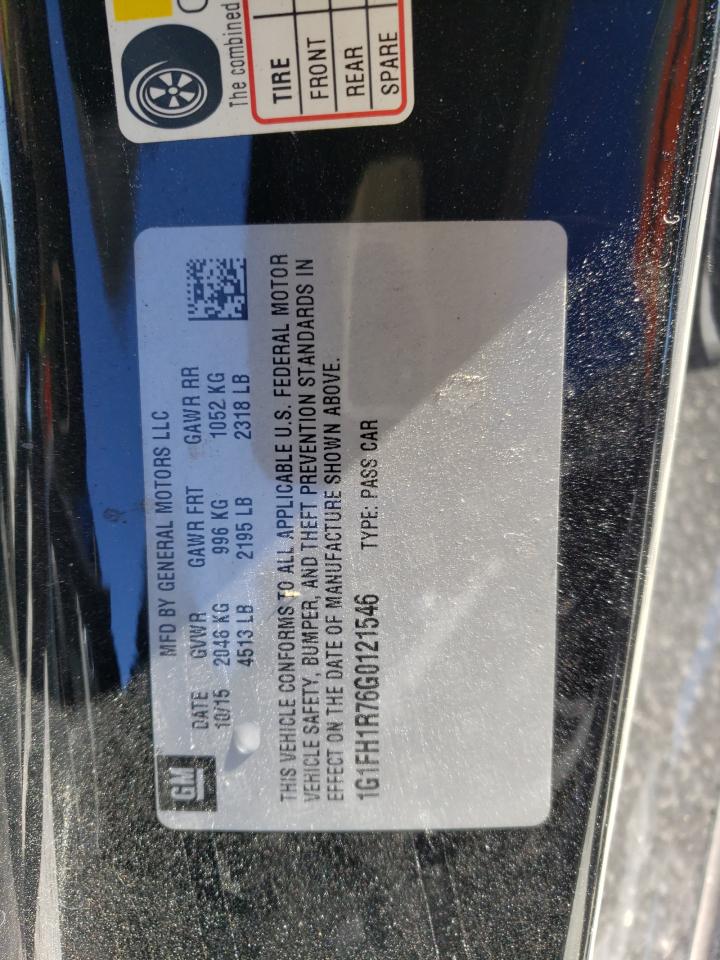 GM
MFD BY GENERAL MOTORS LLC
DATE GVWR GAWR FRT GAWR RR
10/15 2046 KG 996 KG 1052 KG
4513 LB 2195 LB 2318 LB
THIS VEHICLE CONFORMS TO ALL APPLICABLE U.S. FEDERAL MOTOR
VEHICLE SAFETY, BUMPER, AND THEFT PREVENTION STANDARDS IN
EFFECT ON THE DATE OF MANUFACTURE SHOWN ABOVE.
1G1FH1R76G0121546 TYPE: PASS CAR
The combined
TIRE
FRONT
REAR
SPARE